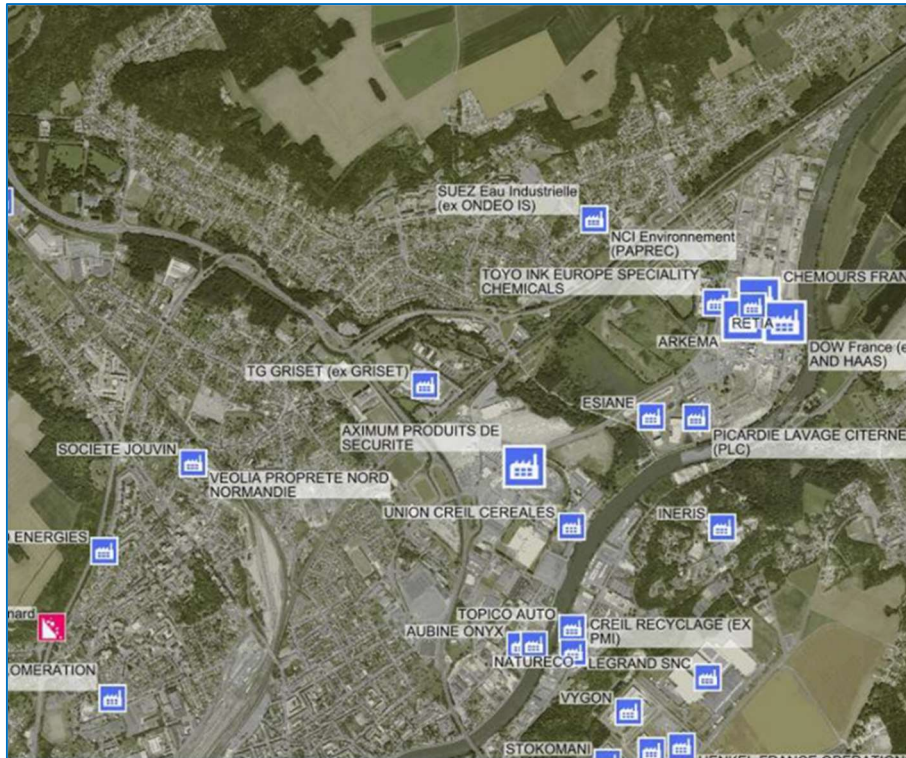 SUEZ Eau Industrielle
(ex ONDEO IS)
NCI Environnement
(PAPREC)
TOYO INK EUROPE SPECIALITY
CHEMICALS
CHEMOURS FRAN
RETIA
ARKEMA
DOW France (e
AND HAAS)
TG GRISET (ex GRISET)
ESIANE
AXIMUM PRODUITS DE
SECURITE
PICARDIE LAVAGE CITERNE
(PLC)
SOCIETE JOUVIN
VEOLIA PROPRETE NORD
NORMANDIE
UNION CREIL CEREALES
INERIS
ENERGIES
nard
TOPICO AUTO
CREIL RECYCLAGE (EX
PMI)
AUBINE ONYX
NATURECO
LEGRAND SNC
OMERATION
VYGON
STOKOMANI
HENKEL FRANCE OPERATION